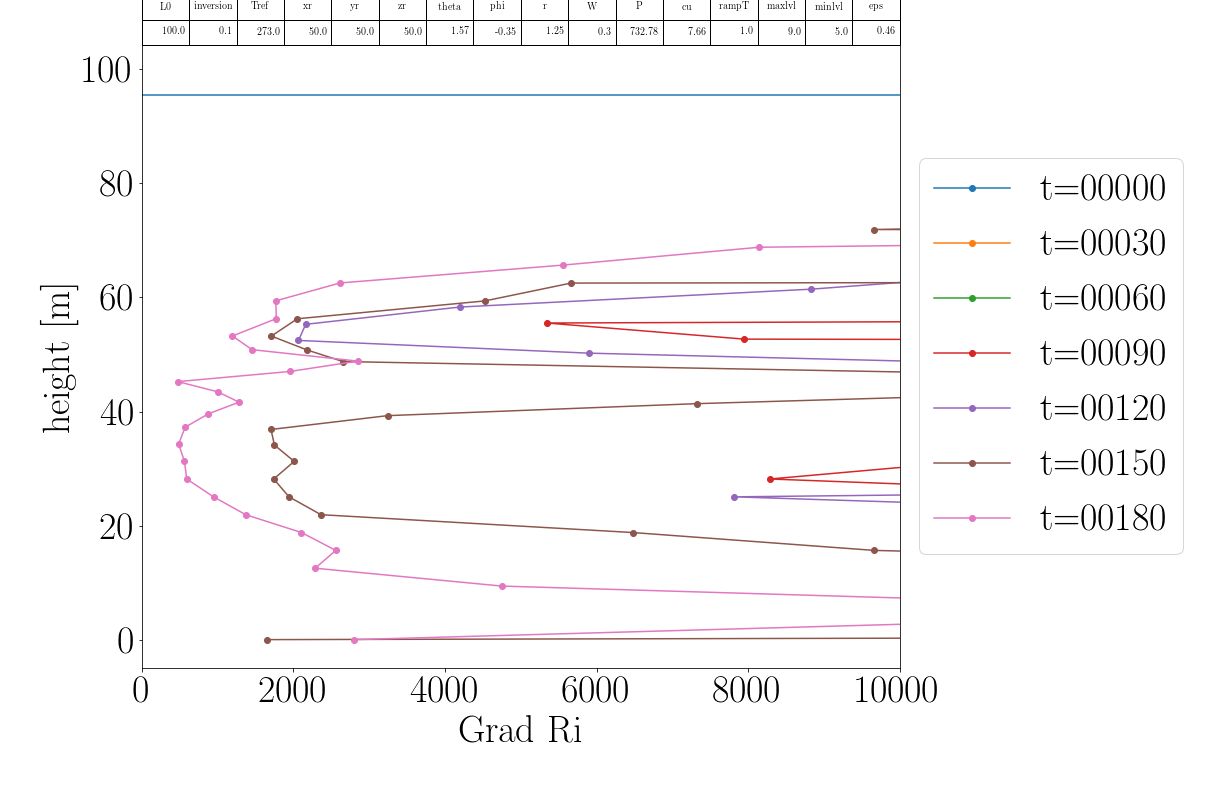 L0 inversion Tref xr yr zr theta phi r W P cu rampT maxlvl minlvl eps
100.0 0.1 273.0 50.0 50.0 50.0 1.57 -0.35 1.25 0.3 732.78 7.66 1.0 9.0 5.0 0.46
100
80
60
40
20
0
height [m]
0 2000 4000 6000 8000 10000
Grad Ri
t=00000
t=00030
t=00060
t=00090
t=00120
t=00150
t=00180